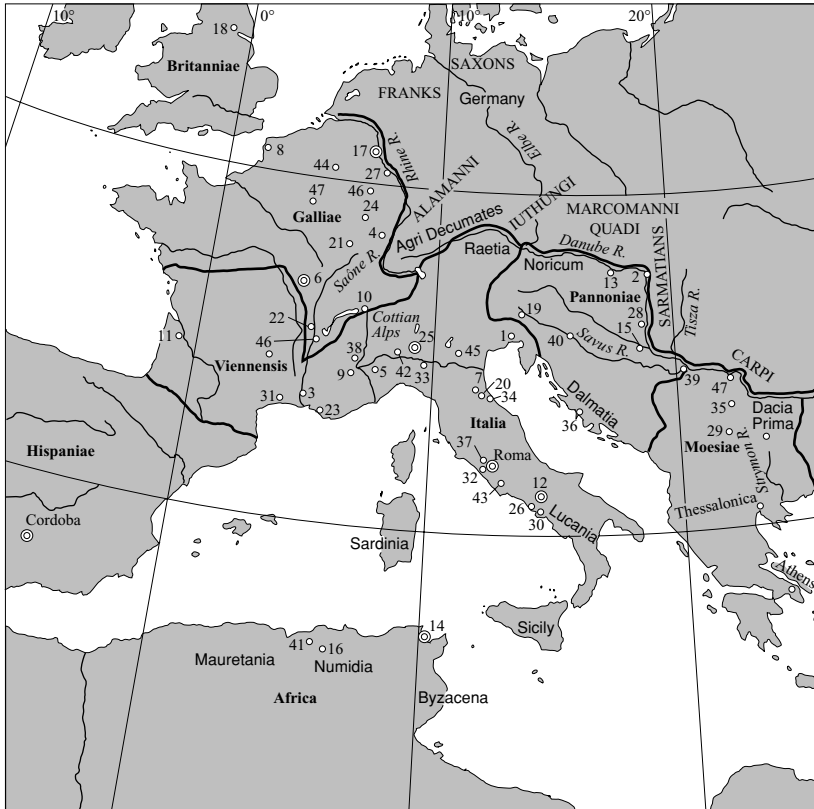 10° 0° 10° 20°
18
Britanniae
SAXONS
FRANKS
Germany
Elbe R.
8
17
Rhine R.
44
27
46
47
24
Galliae
ALAMANNI
4
21
Agri Decumates
IUTHUNGI
MARCOMANNI
QUADI
Danube R.
Raetia
Noricum
SARMATIANS
6
Saône R.
13
2
Pannoniae
Tisza R.
10
Cottian
Alps
22
46
19
28
15
11
Viennensis
25
1
40
Savus R.
38
45
9
5
42
33
CARPI
39
47
7
20
34
31
3
23
Dalmatia
35
Dacia
Prima
36
29
Moesiae
Strymon R.
Italia
Hispaniae
37
Roma
32
43
12
26
30
Lucania
Thessalonica
Cordoba
Sardinia
Athens
Sicily
14
41
16
Mauretania
Numidia
Africa
Byzacena